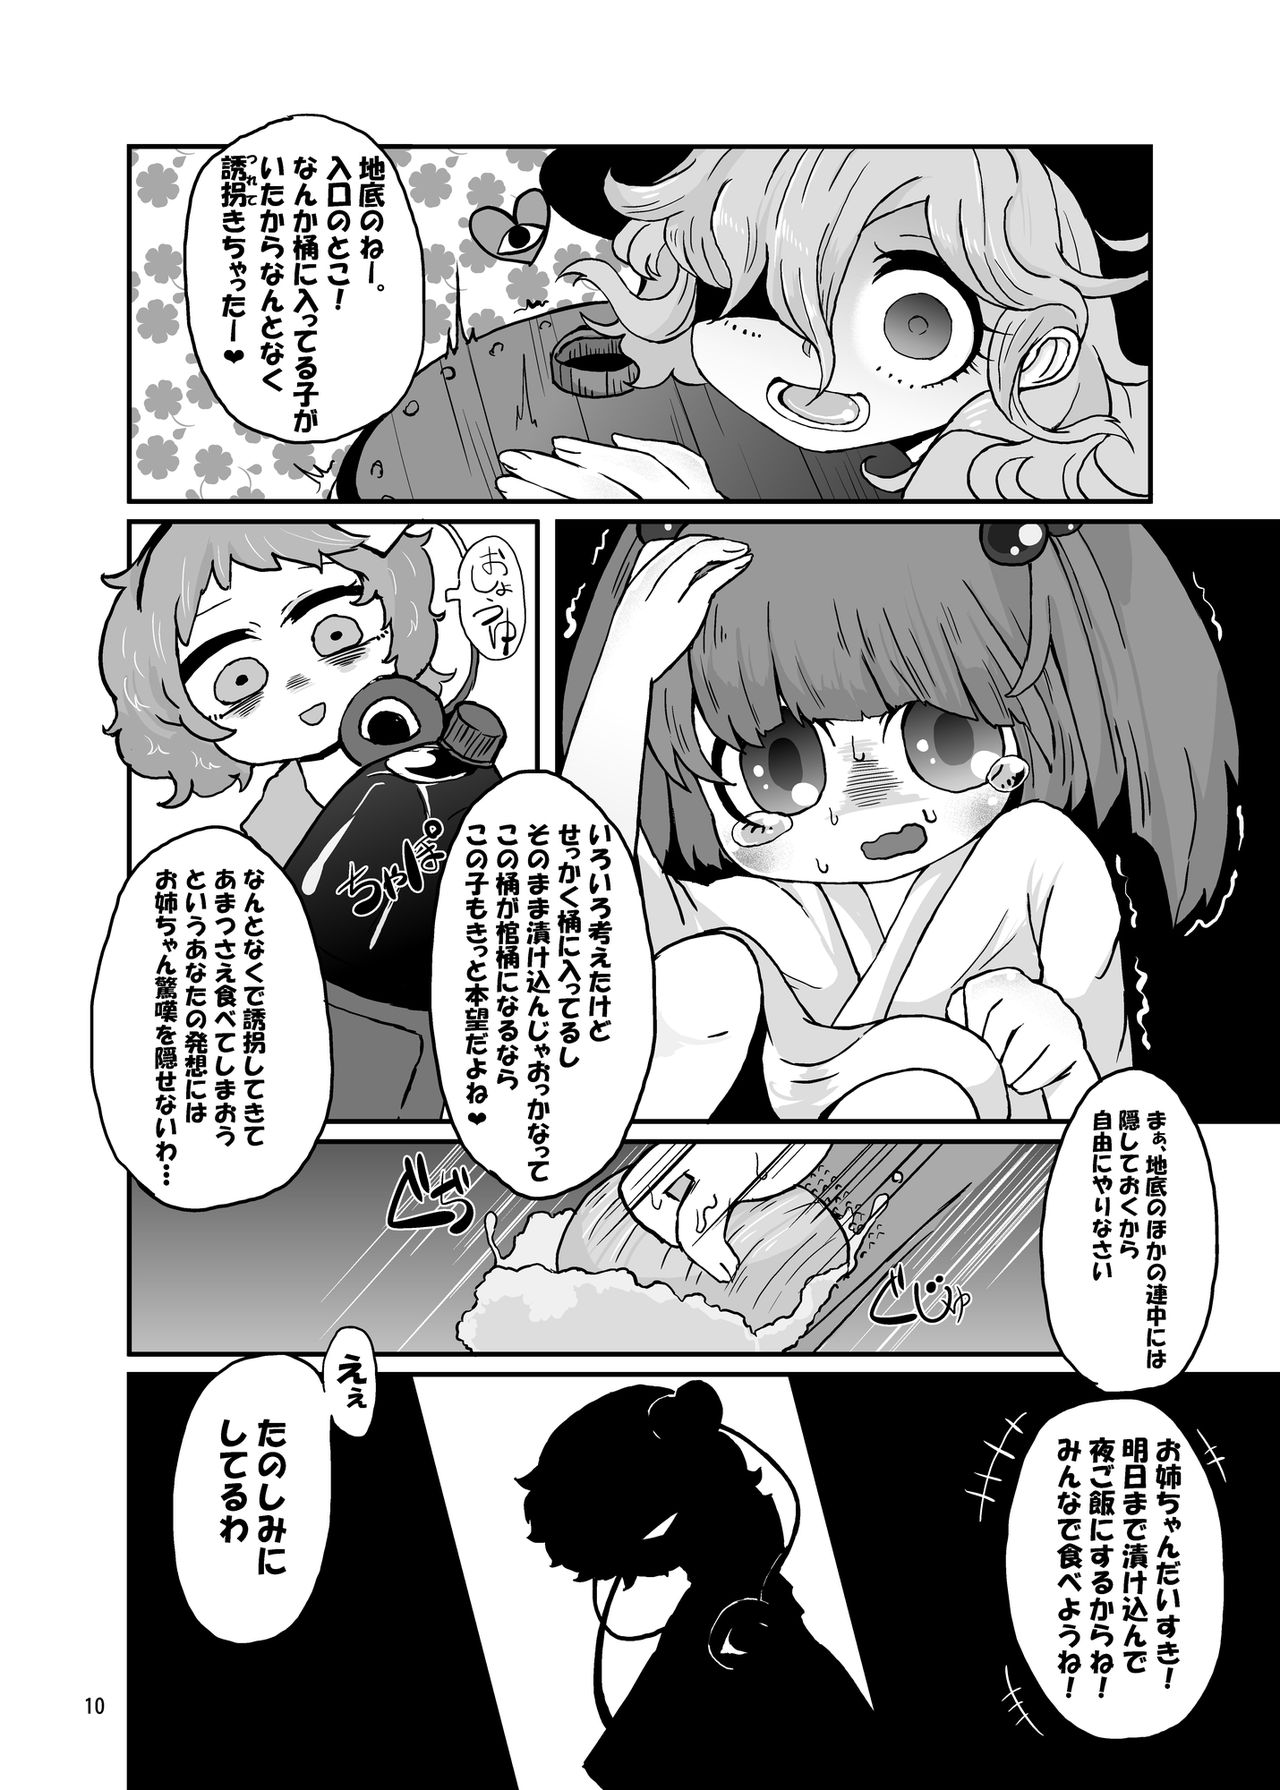 地底のねー。
入口のとこ！
なんか桶に入ってる子が
いたからなんとなく
誘拐きちゃったー♥
つれて
いろいろ考えたけど
せっかく桶に入ってるし
そのまま漬け込んじゃおっかなって
この桶が棺桶になるなら
この子もきっと本望だよね♥
おしょうゆ
ちゃぽ
なんとなくで誘拐してきて
あまつさえ食べてしまおう
というあなたの発想には
お姉ちゃん驚嘆を隠せないわ…
まぁ、地底のほかの連中には
隠しておくから
自由にやりなさい
ぐじゅ
お姉ちゃんだいすき！
明日まで漬け込んで
夜ご飯にするからね！
みんなで食べようね！
えぇ
たのしみに
してるわ
10